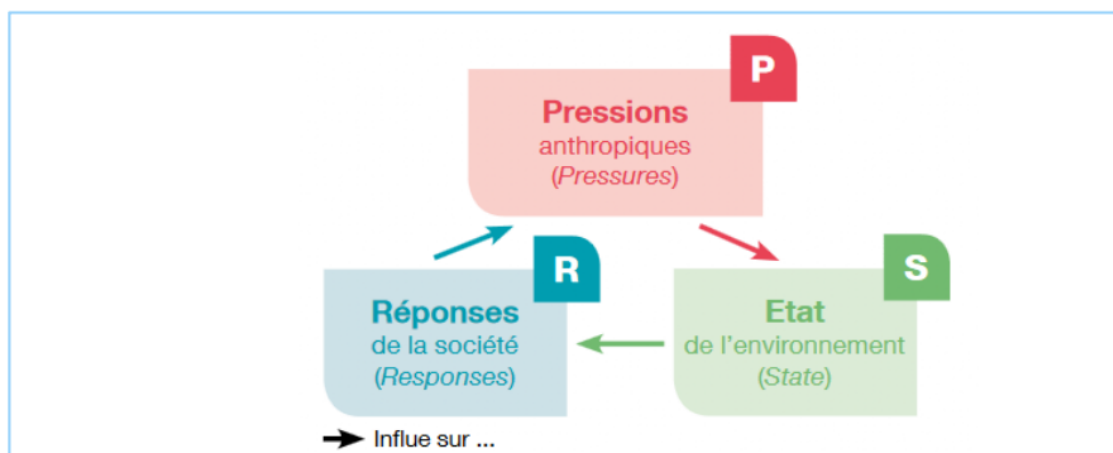 P
Pressions
anthropiques
(Pressures)
R
Réponses
de la société
(Responses)
S
Etat
de l'environnement
(State)
Influe sur ...